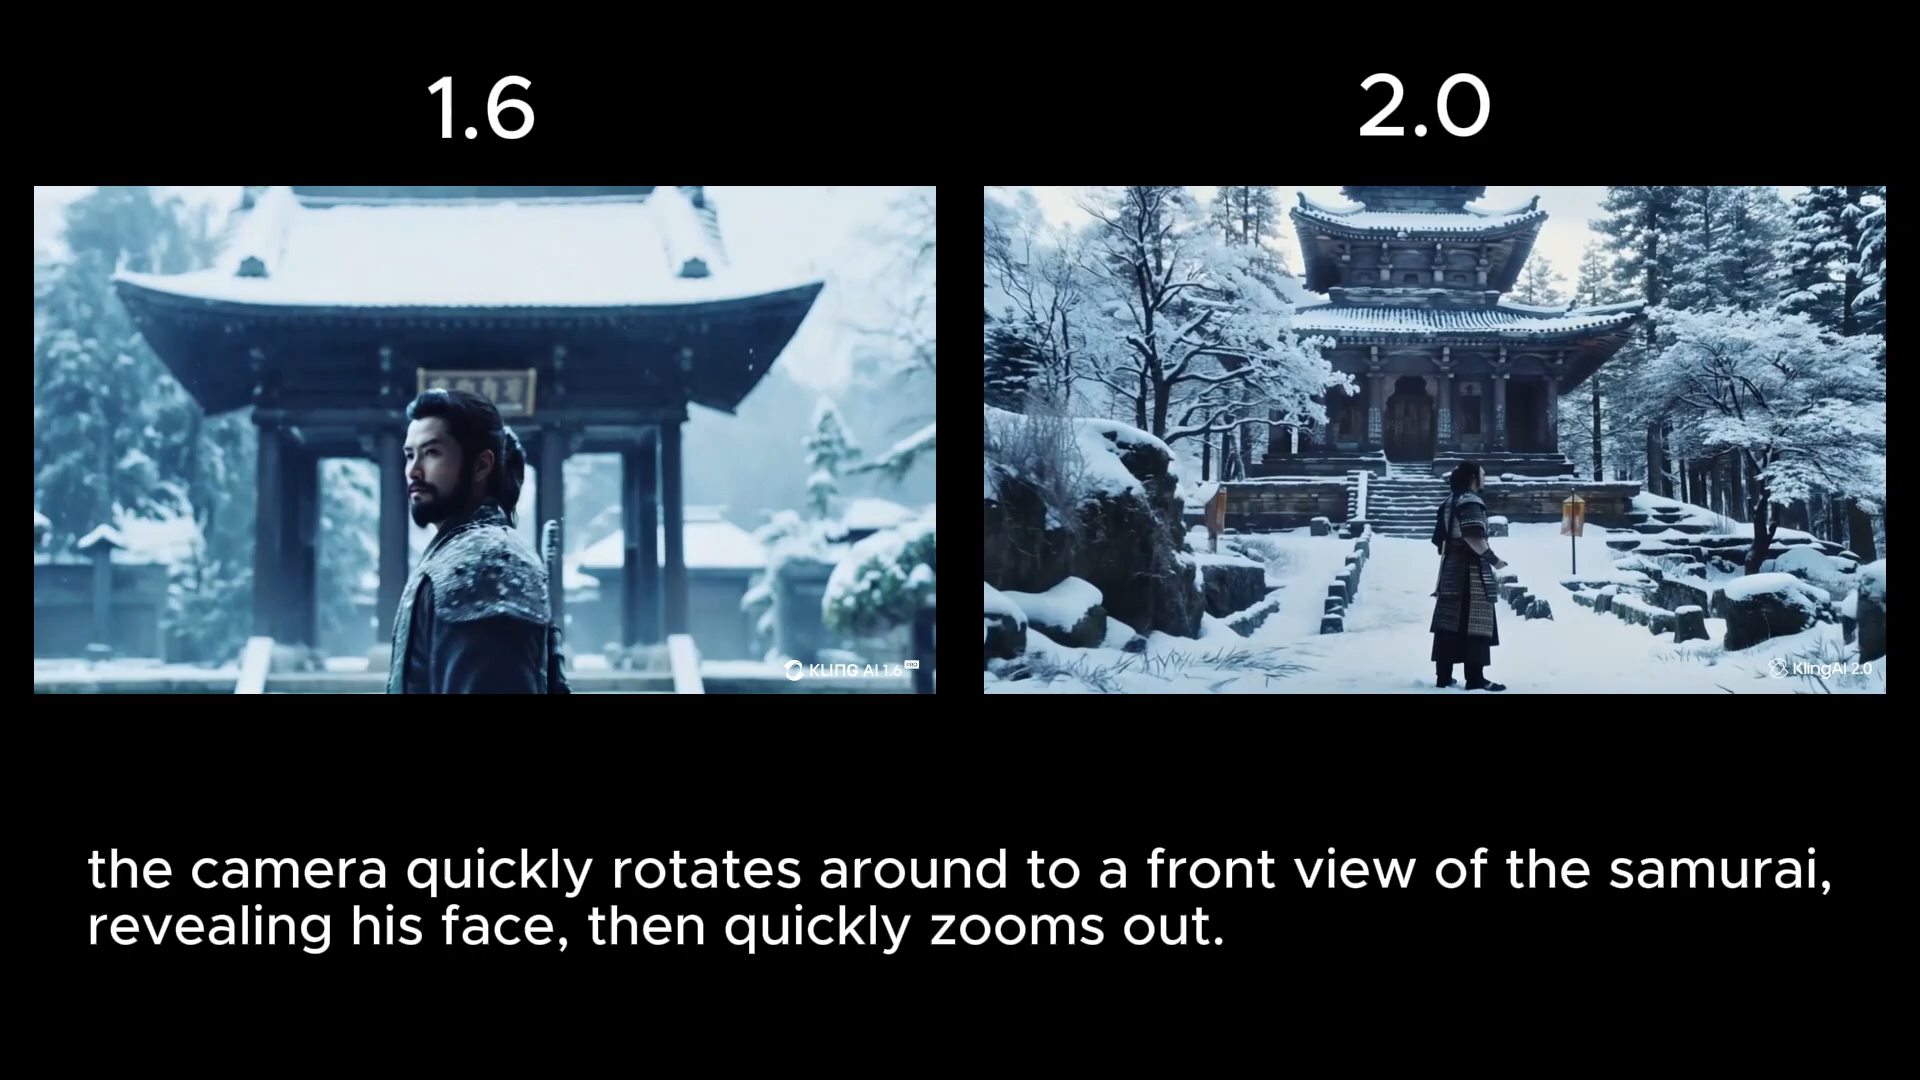 1.6
2.0
KLING AI 1.6 PRO
KlingAI 2.0
the camera quickly rotates around to a front view of the samurai,
revealing his face, then quickly zooms out.